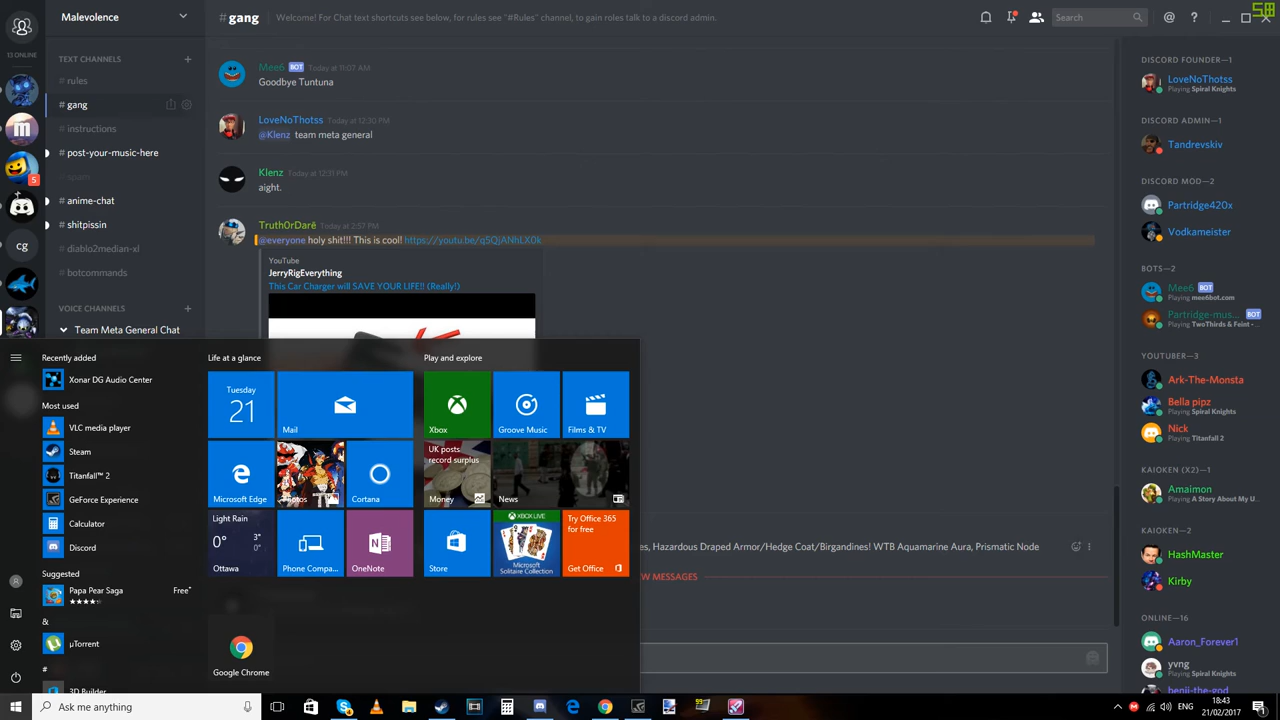 Malevolence
13 ONLINE
5
TEXT CHANNELS
# rules
# gang
# instructions
# post-your-music-here
# spam
# anime-chat
# shitpissin
# diablo2median-xl
# botcommands
VOICE CHANNELS
Team Meta General Chat
cg
# gang
Welcome! For Chat text shortcuts see below, for rules see "#Rules" channel, to gain roles talk to a discord admin.
Search
58
Mee6 BOT Today at 11:07 AM
Goodbye Tuntuna
LoveNoThotss Today at 12:30 PM
@Klenz team meta general
Klenz Today at 12:31 PM
aight.
Truth0rDarē Today at 2:57 PM
@everyone holy shit!!! This is cool! https://youtu.be/q5QjANhLX0k
YouTube
JerryRigEverything
This Car Charger will SAVE YOUR LIFE!! (Really!)
es, Hazardous Draped Armor/Hedge Coat/Birgandines! WTB Aquamarine Aura, Prismatic Node
EW MESSAGES
DISCORD FOUNDER—1
LoveNoThotss
Playing Spiral Knights
DISCORD ADMIN—1
Tandrevskiv
DISCORD MOD—2
Partridge420x
Vodkameister
BOTS—2
Mee6 BOT
Playing mee6bot.com
Partridge-mus... BOT
Playing TwoThirds & Feint - ...
YOUTUBER—3
Ark-The-Monsta
Bella pipz
Playing Spiral Knights
Nick
Playing Titanfall 2
KAIOKEN (X2)—1
Amaimon
Playing A Story About My U...
KAIOKEN—2
HashMaster
Kirby
ONLINE—16
Aaron_Forever1
yvng
Playing Spiral Knights
benji-the-god
Recently added
Xonar DG Audio Center
Most used
VLC media player
Steam
Titanfall™ 2
GeForce Experience
Calculator
Discord
Suggested
Papa Pear Saga
Free*
&
µTorrent
#
3D Builder
Life at a glance
Tuesday
21
Mail
Microsoft Edge
Photos
Cortana
Light Rain
0°
3°
0°
Ottawa
Phone Compa...
OneNote
Google Chrome
Play and explore
Xbox
Groove Music
Films & TV
UK posts
record surplus
Money
News
Store
XBOX LIVE
Microsoft
Solitaire Collection
Try Office 365
for free
Get Office
Ask me anything
ENG
18:43
21/02/2017